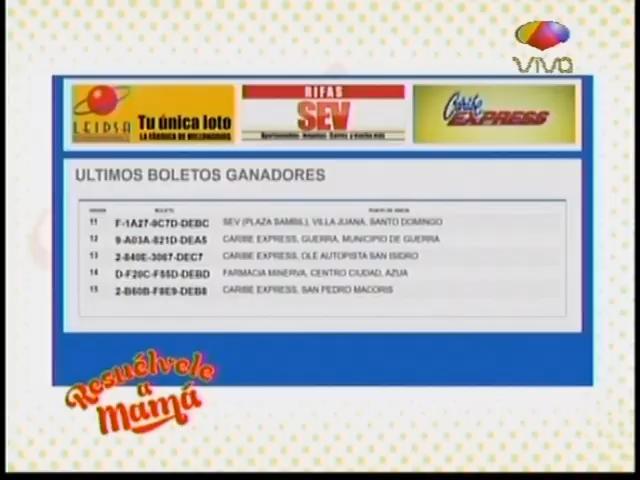 VIVA
LEIDSA
Tu única loto
LA FÁBRICA DE MILLONARIOS
RIFAS
SEV
Caribe
EXPRESS
ULTIMOS BOLETOS GANADORES
BOLETO
11 F-1A27-9C7D-DEBC SEV (PLAZA SAMBIL), VILLA JUANA, SANTO DOMINGO
12 9-A03A-821D-DEA5 CARIBE EXPRESS, GUERRA, MUNICIPIO DE GUERRA
13 2-840E-3067-DEC7 CARIBE EXPRESS, OLE AUTOPISTA SAN ISDRO
14 D-F20C-F55D-DEBD FARMACIA MINERVA, CENTRO CIUDAD, AZUA
15 2-B60B-F8E9-DEB8 CARIBE EXPRESS, SAN PEDRO MACORIS
Resuélvele
a
Mamá